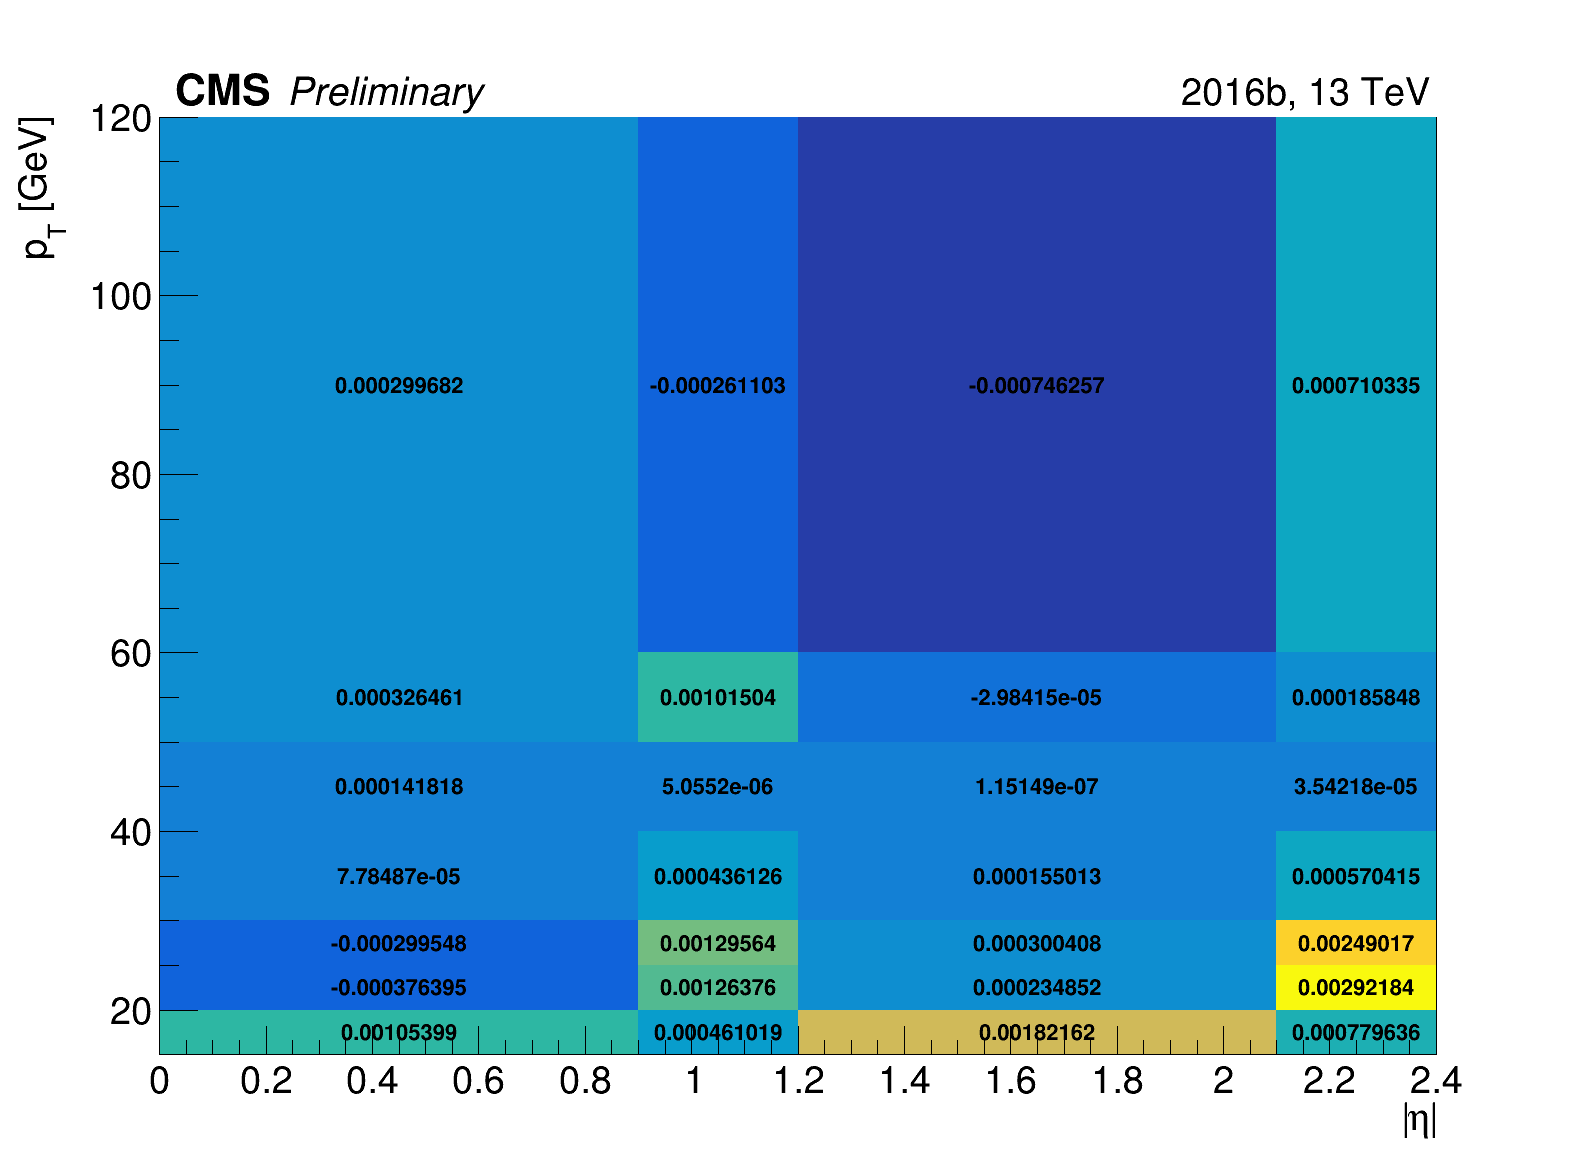 CMS Preliminary 2016b, 13 TeV
p_T [GeV]
120
100
0.000299682 -0.000261103 -0.000746257 0.000710335
80
60
0.000326461 0.00101504 -2.98415e-05 0.000185848
0.000141818 5.0552e-06 1.15149e-07 3.54218e-05
40
7.78487e-05 0.000436126 0.000155013 0.000570415
-0.000299548 0.00129564 0.000300408 0.00249017
-0.000376395 0.00126376 0.000234852 0.00292184
20
0.00105399 0.000461019 0.00182162 0.000779636
0 0.2 0.4 0.6 0.8 1 1.2 1.4 1.6 1.8 2 2.2 2.4
|η|